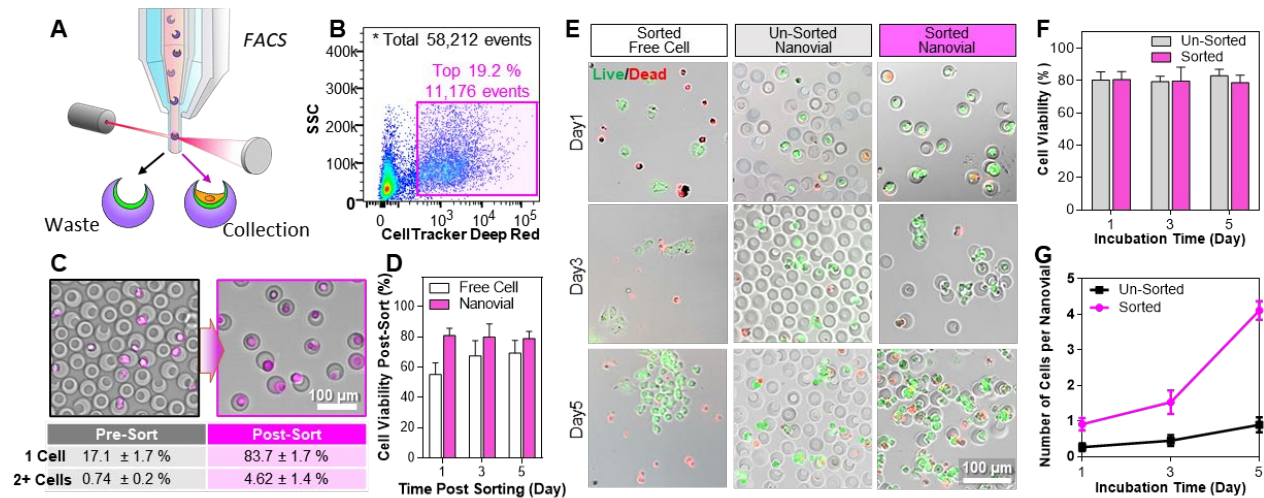 A
FACS
Waste
Collection
B
* Total 58,212 events
Top 19.2 %
11,176 events
400k
300k
200k
100k
0
SSC
0
10³
10⁴
10⁵
CellTracker Deep Red
C
100 µm
Pre-Sort
Post-Sort
1 Cell
17.1 ± 1.7 %
83.7 ± 1.7 %
2+ Cells
0.74 ± 0.2 %
4.62 ± 1.4 %
D
Cell Viability Post-Sort (%)
100
80
60
40
20
0
Free Cell
Nanovial
1
3
5
Time Post Sorting (Day)
E
Sorted
Free Cell
Un-Sorted
Nanovial
Sorted
Nanovial
Live/Dead
Day1
Day3
Day5
100 µm
F
Cell Viability (%)
100
80
60
40
20
0
Un-Sorted
Sorted
1
3
5
Incubation Time (Day)
G
Number of Cells per Nanovial
5
4
3
2
1
0
Un-Sorted
Sorted
1
3
5
Incubation Time (Day)